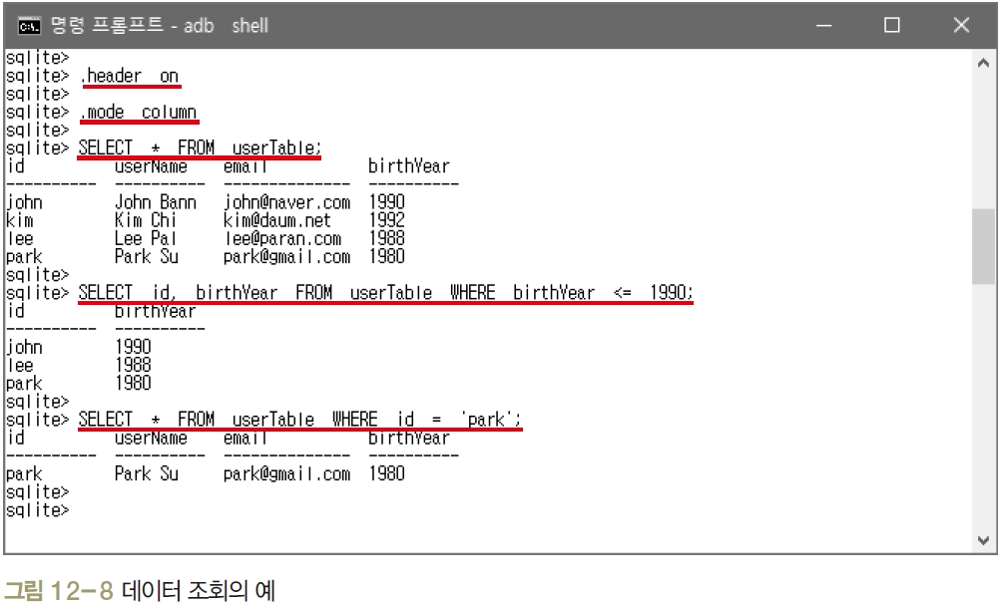 명령 프롬프트 - adb shell
sqlite>
sqlite> .header on
sqlite>
sqlite> .mode column
sqlite>
sqlite> SELECT * FROM userTable;
id userName email birthYear
---------- ---------- -------------- ----------
john John Bann john@naver.com 1990
kim Kim Chi kim@daum.net 1992
lee Lee Pal lee@paran.com 1988
park Park Su park@gmail.com 1980
sqlite>
sqlite> SELECT id, birthYear FROM userTable WHERE birthYear <= 1990;
id birthYear
---------- ----------
john 1990
lee 1988
park 1980
sqlite>
sqlite> SELECT * FROM userTable WHERE id = 'park';
id userName email birthYear
---------- ---------- -------------- ----------
park Park Su park@gmail.com 1980
sqlite>
sqlite>
그림 12-8 데이터 조회의 예